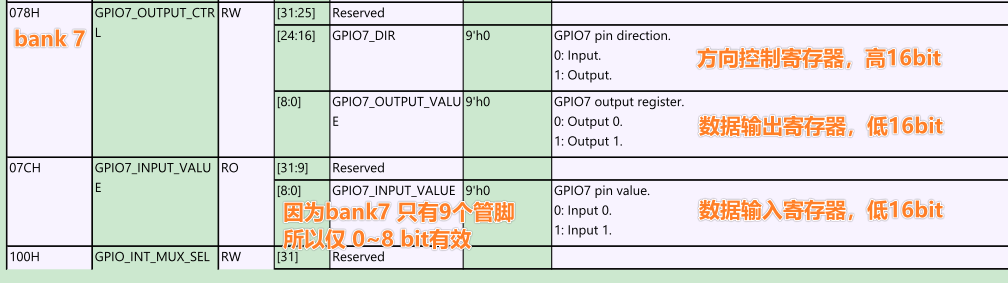 078H GPIO7_OUTPUT_CTR RW [31:25] Reserved
L
bank 7
[24:16] GPIO7_DIR 9'h0 GPIO7 pin direction.
0: Input.
1: Output.
方向控制寄存器，高16bit
[8:0] GPIO7_OUTPUT_VALU 9'h0 GPIO7 output register.
E
0: Output 0.
1: Output 1.
数据输出寄存器，低16bit
07CH GPIO7_INPUT_VALU RO [31:9] Reserved
E
[8:0] GPIO7_INPUT_VALUE 9'h0 GPIO7 pin value.
0: Input 0.
1: Input 1.
数据输入寄存器，低16bit
因为bank7 只有9个管脚
所以仅 0~8 bit有效
100H GPIO_INT_MUX_SEL RW [31] Reserved